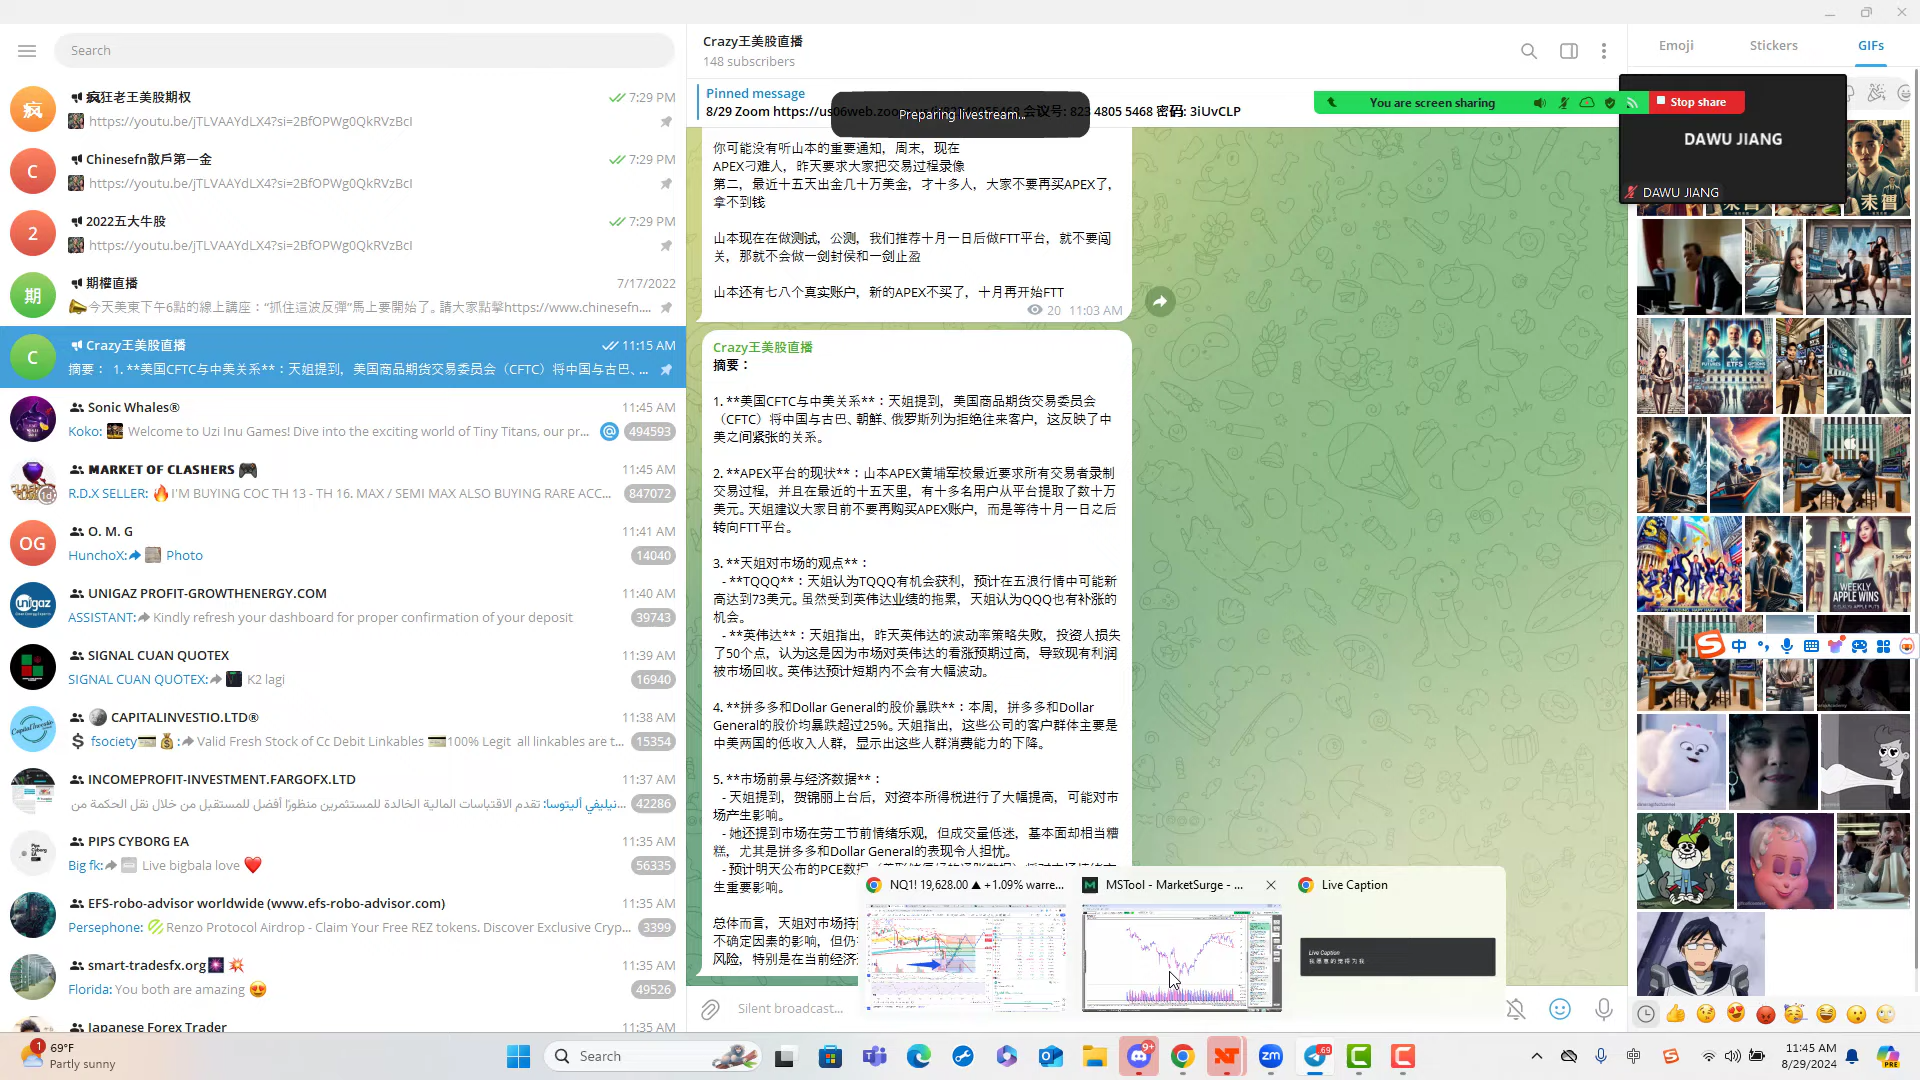 Search
疯
疯狂老王美股期权
7:29 PM
https://youtu.be/jTLVAAYdLX4?si=2BfOPWg0QkRVzBcI
C
Chinesefn散戶第一金
7:29 PM
https://youtu.be/jTLVAAYdLX4?si=2BfOPWg0QkRVzBcI
2
2022五大牛股
7:29 PM
https://youtu.be/jTLVAAYdLX4?si=2BfOPWg0QkRVzBcI
期
期權直播
7/17/2022
今天美東下午6點的線上講座：“抓住這波反彈”馬上要開始了。請大家點擊https://www.chinesefn....
C
Crazy王美股直播
11:15 AM
摘要： 1. **美国CFTC与中美关系**：天姐提到，美国商品期货交易委员会（CFTC）将中国与古巴、...
Sonic Whales®
11:45 AM
Koko: Welcome to Uzi Inu Games! Dive into the exciting world of Tiny Titans, our pr...
@ 494593
MARKET OF CLASHERS 🎮
11:45 AM
R.D.X SELLER: 🔥I'M BUYING COC TH 13 - TH 16. MAX / SEMI MAX ALSO BUYING RARE ACC...
847072
OG
O. M. G
11:41 AM
HunchoX: Photo
14040
unigaz
UNIGAZ PROFIT-GROWTHENERGY.COM
11:40 AM
ASSISTANT: Kindly refresh your dashboard for proper confirmation of your deposit
39743
SIGNAL CUAN QUOTEX
11:39 AM
SIGNAL CUAN QUOTEX: K2 lagi
16940
CAPITALINVESTIO.LTD®
11:38 AM
$ fsociety💳💰: Valid Fresh Stock of Cc Debit Linkables 💳100% Legit all linkables are t...
15354
INCOMEPROFIT-INVESTMENT.FARGOFX.LTD
11:37 AM
نيليفي أليتوسا: تقدم الاقتباسات المالية الخالدة للمستثمرين منظورًا أفضل للمستقبل من خلال نقل الحكمة من...
42286
PIPS CYBORG EA
11:35 AM
Big fk: Live bigbala love ❤️
56335
EFS-robo-advisor worldwide (www.efs-robo-advisor.com)
11:35 AM
Persephone: Renzo Protocol Airdrop - Claim Your Free REZ tokens. Discover Exclusive Cryp...
3399
smart-tradesfx.org🎆 💥
11:35 AM
Florida: You both are amazing 😍
49526
Japanese Forex Trader
11:35 AM
Crazy王美股直播
148 subscribers
Pinned message
8/29 Zoom https://us06web.zoo 会议号: 823 4805 5468 密码: 3iUvCLP
Preparing livestream...
You are screen sharing
Stop share
DAWU JIANG
DAWU JIANG
你可能没有听山本的重要通知，周末，现在
APEX刁难人，昨天要求大家把交易过程录像
第二，最近十五天出金几十万美金，才十多人，大家不要再买APEX了，
拿不到钱
山本现在在做测试，公测，我们推荐十月一日后做FTT平台，就不要闯
关，那就不会做一剑封侯和一剑止盈
山本还有七八个真实账户，新的APEX不买了，十月再开始FTT
20 11:03 AM
Crazy王美股直播
摘要：
1. **美国CFTC与中美关系**：天姐提到，美国商品期货交易委员会
（CFTC）将中国与古巴、朝鲜、俄罗斯列为拒绝往来客户，这反映了中
美之间紧张的关系。
2. **APEX平台的现状**：山本APEX黄埔军校最近要求所有交易者录制
交易过程，并且在最近的十五天里，有十多名用户从平台提取了数十万
美元。天姐建议大家目前不要再购买APEX账户，而是等待十月一日之后
转向FTT平台。
3. **天姐对市场的观点**：
- **TQQQ**：天姐认为TQQQ有机会获利，预计在五浪行情中可能新
高达到73美元。虽然受到英伟达业绩的拖累，天姐认为QQQ也有补涨的
机会。
- **英伟达**：天姐指出，昨天英伟达的波动率策略失败，投资人损失
了50个点，认为这是因为市场对英伟达的看涨预期过高，导致现有利润
被市场回收。英伟达预计短期内不会有大幅波动。
4. **拼多多和Dollar General的股价暴跌**：本周，拼多多和Dollar
General的股价均暴跌超过25%。天姐指出，这些公司的客户群体主要是
中美两国的低收入人群，显示出这些人群消费能力的下降。
5. **市场前景与经济数据**：
- 天姐提到，贺锦丽上台后，对资本所得税进行了大幅提高，可能对市
场产生影响。
- 她还提到市场在劳工节前情绪乐观，但成交量低迷，基本面却相当糟
糕，尤其是拼多多和Dollar General的表现令人担忧。
- 预计明天公布的PCE数据
生重要影响。
总体而言，天姐对市场持
不确定因素的影响，但仍
风险，特别是在当前经济
NQ1! 19,628.00 ▲ +1.09% warre...
MSTool - MarketSurge - ...
Live Caption
Live Caption
Silent broadcast...
Emoji
Stickers
GIFs
WEEKLY
APPLE WINS
中
69°F
Partly sunny
Search
9+
zm
.69
11:45 AM
8/29/2024